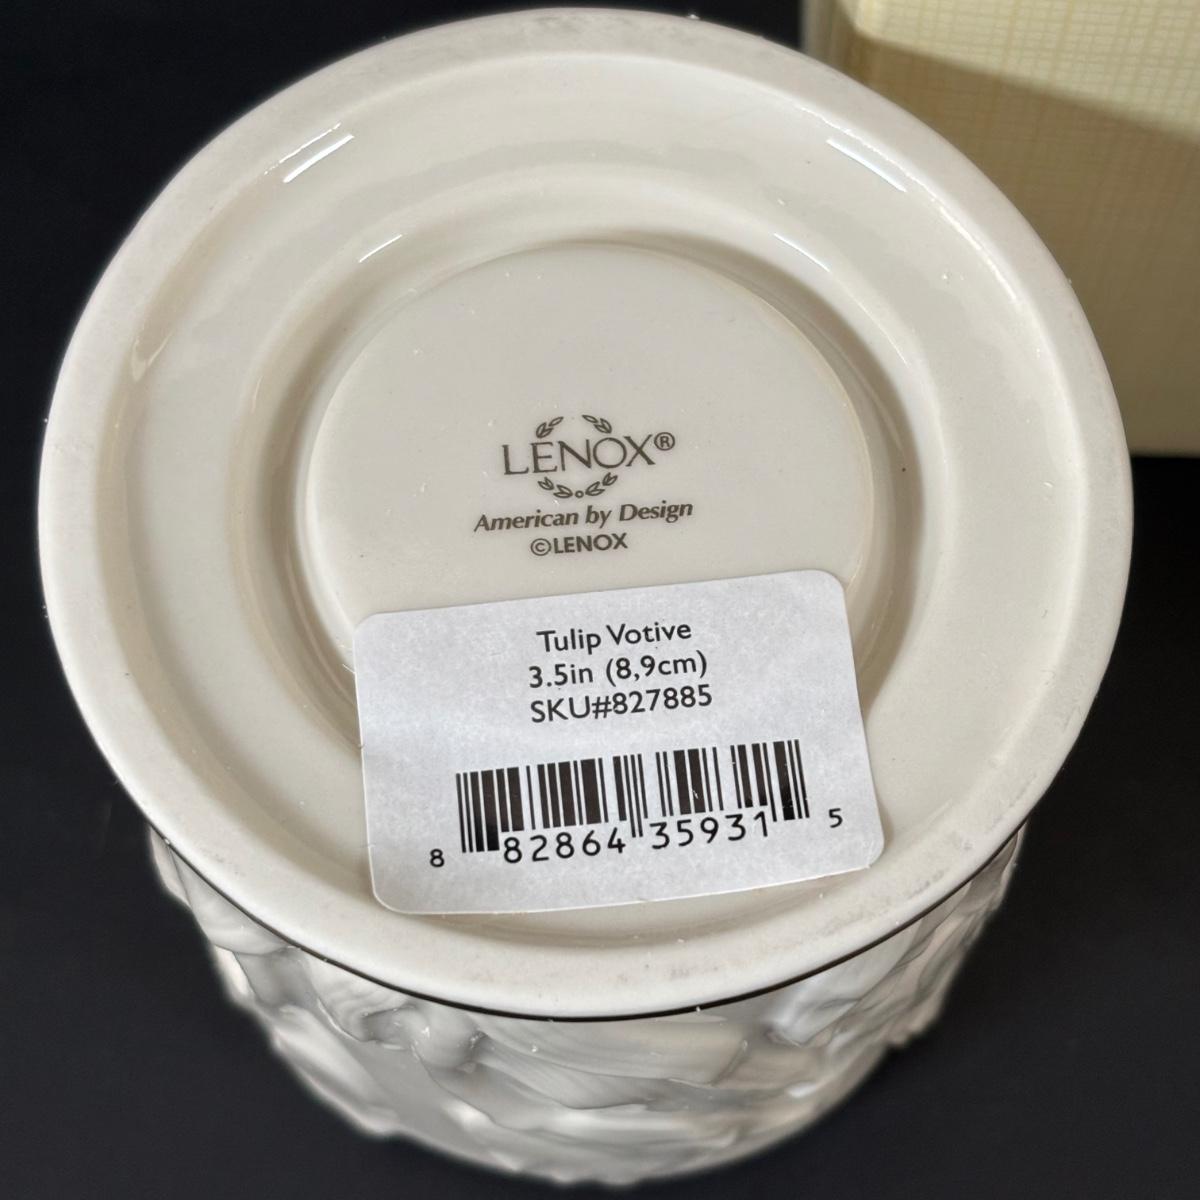 LENOX®
American by Design
©LENOX
Tulip Votive
3.5in (8,9cm)
SKU#827885
8 82864 35931 5